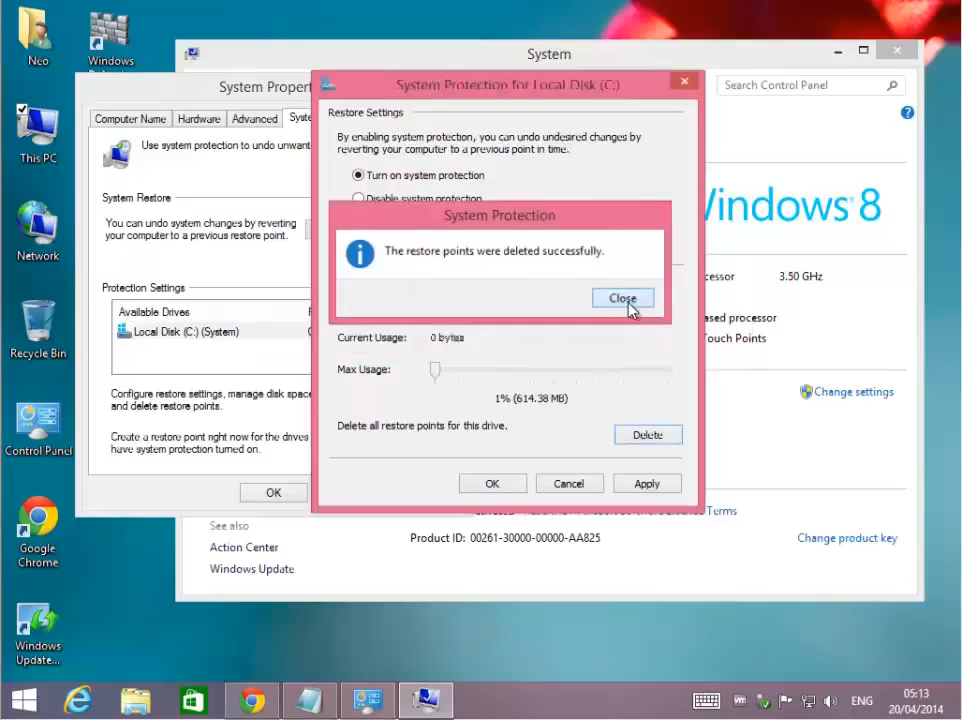 Neo
Windows
This PC
Network
Recycle Bin
Control Panel
Google
Chrome
Windows
Update...
System
Search Control Panel
System Propert
Computer Name
Hardware
Advanced
Syste
Use system protection to undo unwant
System Restore
You can undo system changes by reverting
your computer to a previous restore point.
Protection Settings
Available Drives
Local Disk (C:) (System)
Configure restore settings, manage disk space
and delete restore points.
Create a restore point right now for the drives
have system protection turned on.
OK
System Protection for Local Disk (C:)
Restore Settings
By enabling system protection, you can undo undesired changes by
reverting your computer to a previous point in time.
Turn on system protection
Disable system protection
System Protection
The restore points were deleted successfully.
Close
Current Usage: 0 bytes
Max Usage:
1% (614.38 MB)
Delete all restore points for this drive.
Delete
OK
Cancel
Apply
Windows 8
cessor 3.50 GHz
ased processor
Touch Points
Change settings
Terms
See also
Action Center
Windows Update
Product ID: 00261-30000-00000-AA825
Change product key
ENG
05:13
20/04/2014